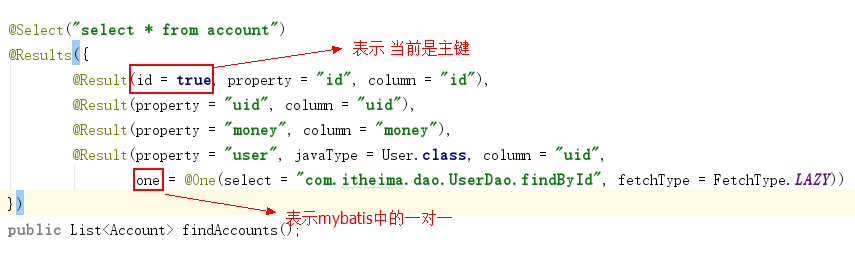 @Select("select * from account")
@Results({
表示 当前是主键
@Result(id = true, property = "id", column = "id"),
@Result(property = "uid", column = "uid"),
@Result(property = "money", column = "money"),
@Result(property = "user", javaType = User.class, column = "uid",
one = @One(select = "com.itheima.dao.UserDao.findById", fetchType = FetchType.LAZY))
})
表示mybatis中的一对一
public List<Account> findAccounts();